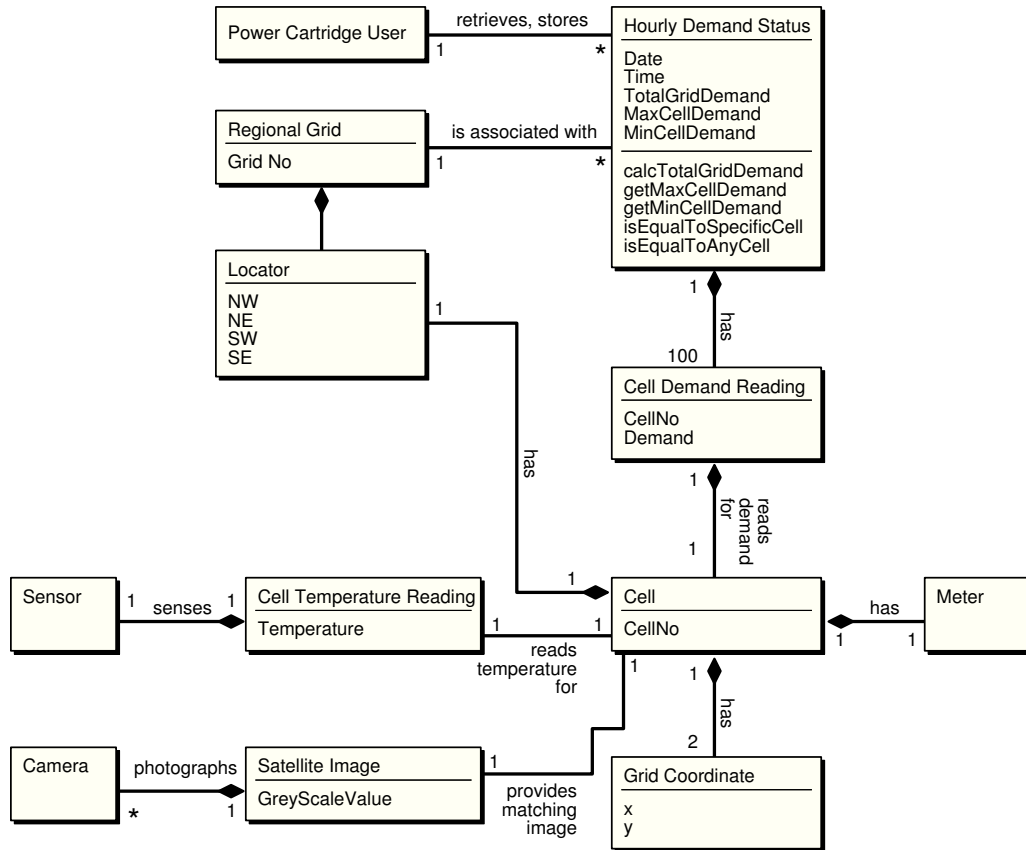 Power Cartridge User
retrieves, stores
1
*
Hourly Demand Status
Date
Time
TotalGridDemand
MaxCellDemand
MinCellDemand
calcTotalGridDemand
getMaxCellDemand
getMinCellDemand
isEqualToSpecificCell
isEqualToAnyCell
Regional Grid
Grid No
is associated with
1
*
Locator
NW
NE
SW
SE
1
has
1
1
has
100
Cell Demand Reading
CellNo
Demand
1
reads
demand
for
1
Sensor
1
senses
1
Cell Temperature Reading
Temperature
1
1
reads
temperature
for
Cell
CellNo
has
1
1
Meter
Camera
photographs
*
1
Satellite Image
GreyScaleValue
1
1
provides
matching
image
1
has
2
Grid Coordinate
x
y